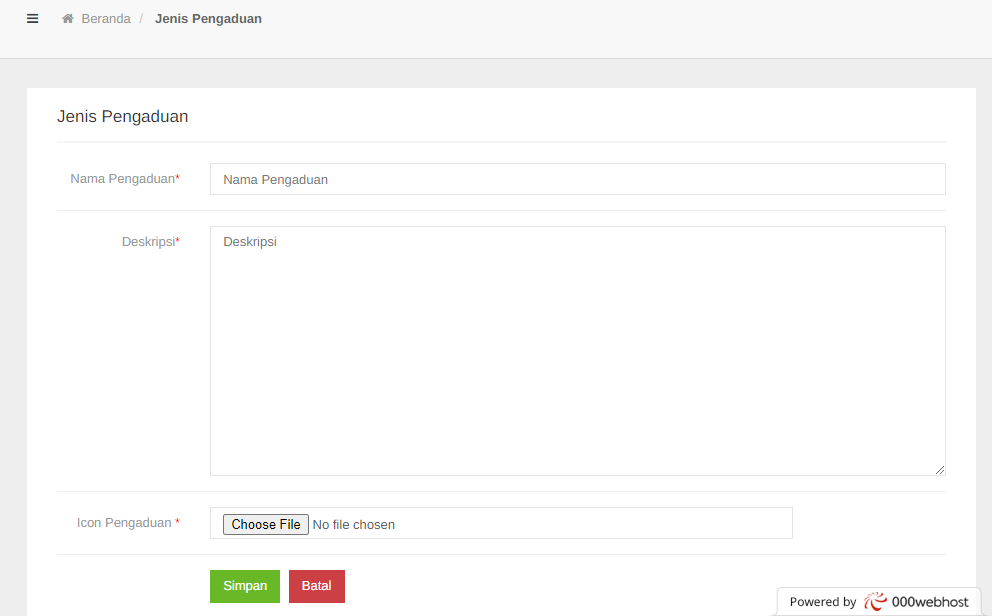 Beranda / Jenis Pengaduan
Jenis Pengaduan
Nama Pengaduan* Nama Pengaduan
Deskripsi* Deskripsi
Icon Pengaduan * Choose File No file chosen
Simpan Batal
Powered by 000webhost